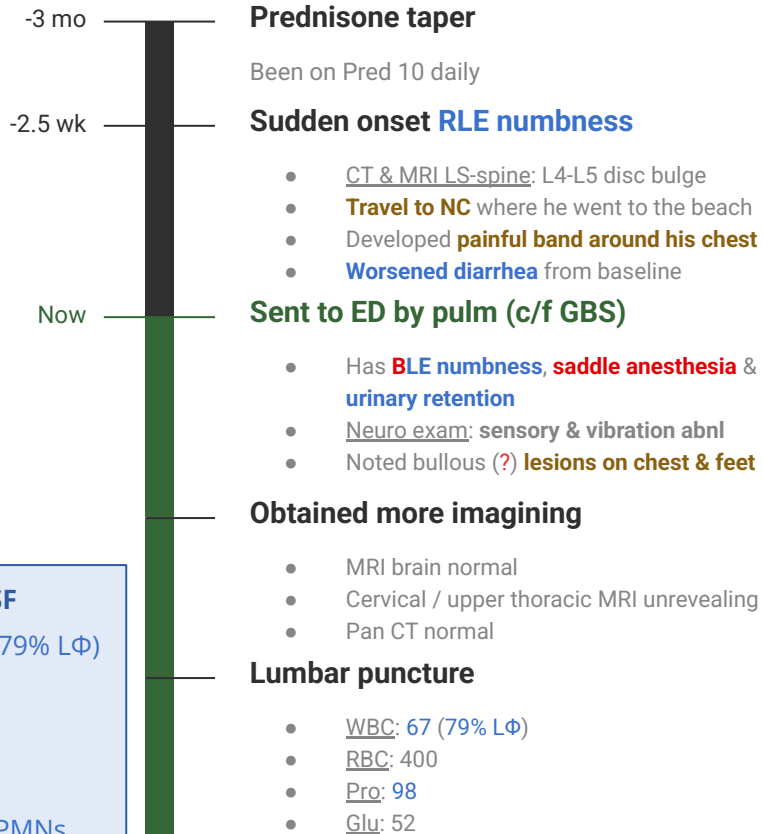 -3 mo
Prednisone taper
Been on Pred 10 daily
-2.5 wk
Sudden onset RLE numbness
● CT & MRI LS-spine: L4-L5 disc bulge
● Travel to NC where he went to the beach
● Developed painful band around his chest
● Worsened diarrhea from baseline
Now
Sent to ED by pulm (c/f GBS)
● Has BLE numbness, saddle anesthesia &
urinary retention
● Neuro exam: sensory & vibration abnl
● Noted bullous (?) lesions on chest & feet
Obtained more imagining
● MRI brain normal
● Cervical / upper thoracic MRI unrevealing
● Pan CT normal
Lumbar puncture
● WBC: 67 (79% LΦ)
● RBC: 400
● Pro: 98
● Glu: 52
79% LΦ)
PMNs